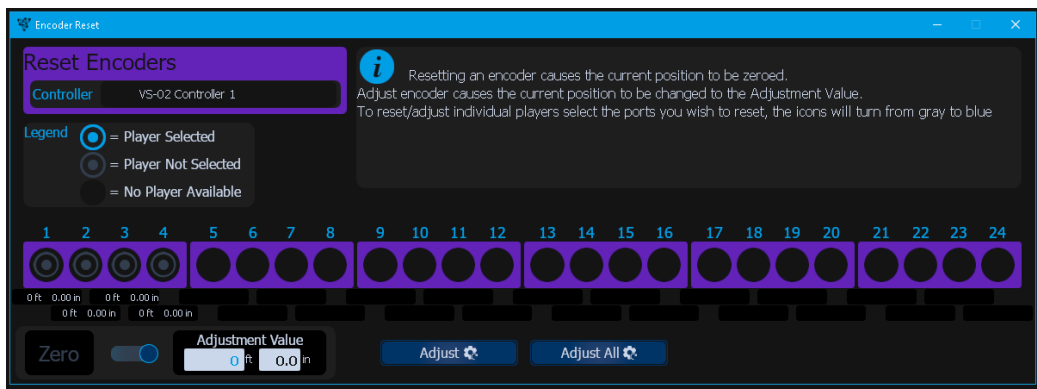 Encoder Reset
Reset Encoders
Controller VS-02 Controller 1
i
Resetting an encoder causes the current position to be zeroed.
Adjust encoder causes the current position to be changed to the Adjustment Value.
To reset/adjust individual players select the ports you wish to reset, the icons will turn from gray to blue
Legend = Player Selected
= Player Not Selected
= No Player Available
1 2 3 4 5 6 7 8 9 10 11 12 13 14 15 16 17 18 19 20 21 22 23 24
0 ft 0.00 in 0 ft 0.00 in
0 ft 0.00 in 0 ft 0.00 in
Zero
Adjustment Value
0 ft 0.0 in
Adjust
Adjust All